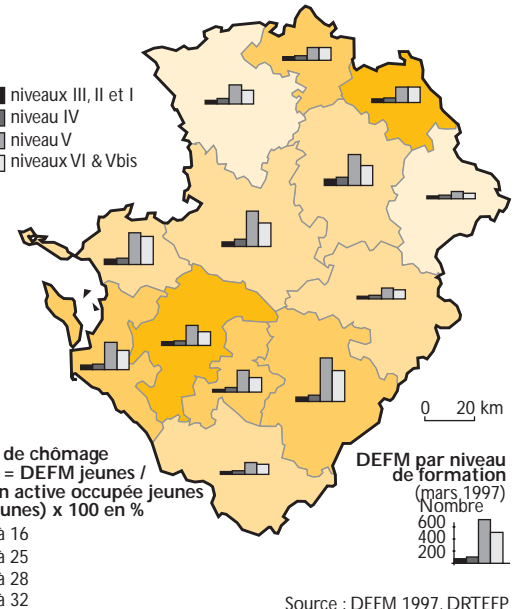 niveaux III, II et I
niveau IV
niveau V
niveaux VI & Vbis
0 20 km
de chômage
= DEFM jeunes /
n active occupée jeunes
unes) x 100 en %
à 16
à 25
à 28
à 32
DEFM par niveau
de formation
(mars 1997)
Nombre
600
400
200
Source : DEFM 1997, DRTEFP